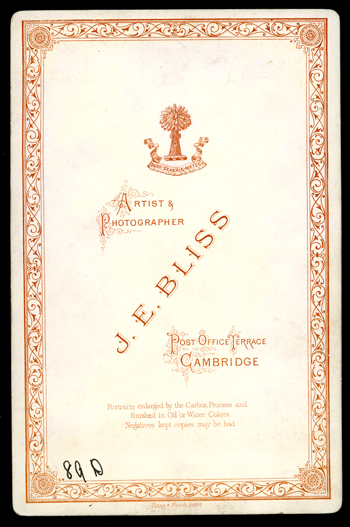 ARTIST &
PHOTOGRAPHER
J. E. BLISS
POST OFFICE TERRACE
CAMBRIDGE
Portraits enlarged by the Carbon Process and
finished in Oil or Water Colors
Negatives kept copies may be had
89 D